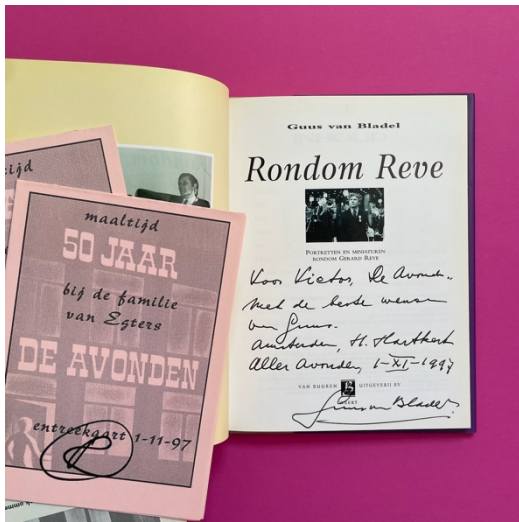 tijd
maaltijd
50 JAAR
bij de familie
van Egters
DE AVONDEN
entreekaart 1-11-97
Guus van Bladel
Rondom Reve
PORTRETTEN EN MINIATUREN
RONDOM GERARD REVE
Voor Victor, De Avonden
met de beste wensen
van Guus.
Amsterdam, H. Hartkerk
Aller Avonden, 1-XI-1997
VAN BUUREN UITGEVERIJ BV
WEERT
Guus van Bladel